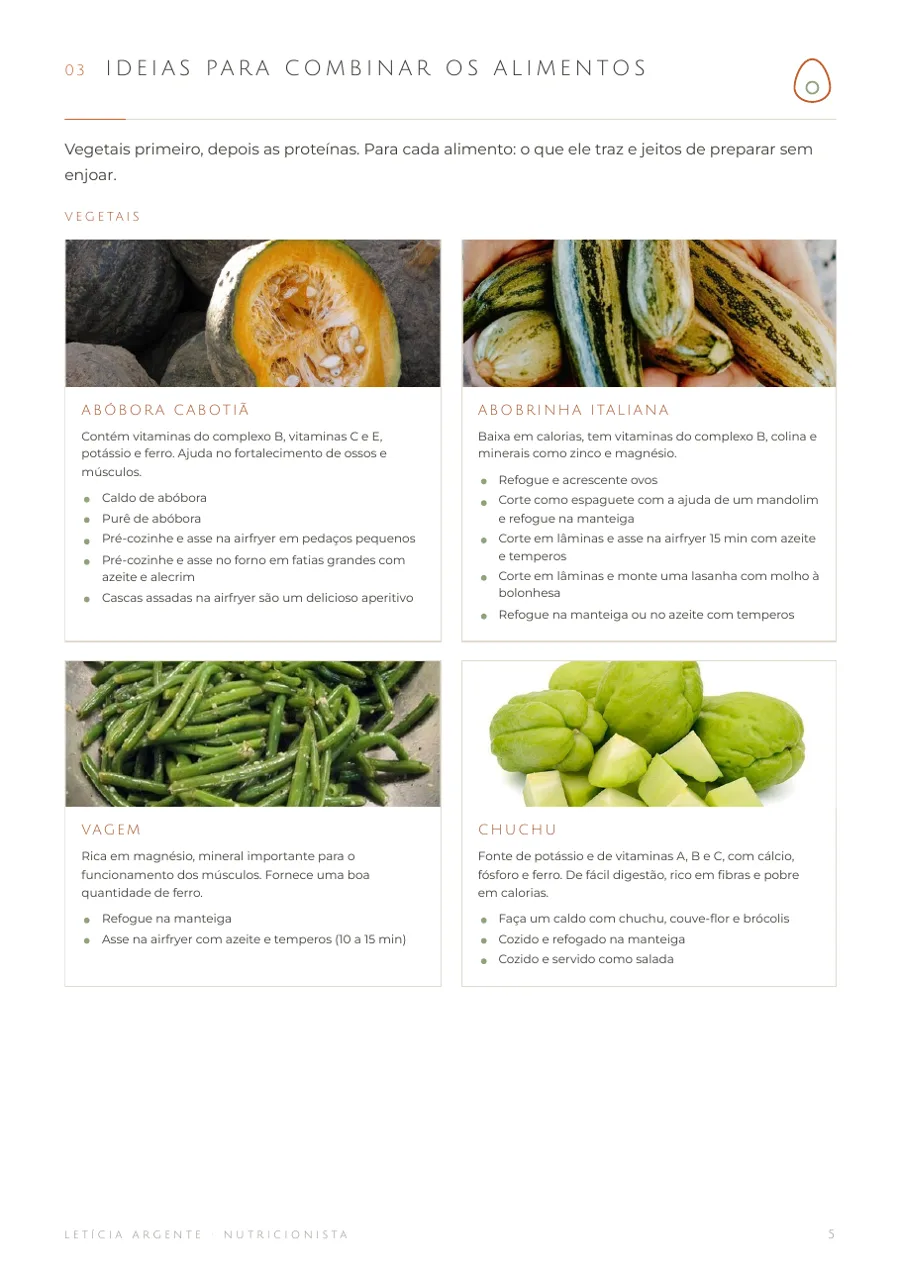 03 IDEIAS PARA COMBINAR OS ALIMENTOS
Vegetais primeiro, depois as proteínas. Para cada alimento: o que ele traz e jeitos de preparar sem
enjoar.
VEGETAIS
ABÓBORA CABOTIÃ
Contém vitaminas do complexo B, vitaminas C e E,
potássio e ferro. Ajuda no fortalecimento de ossos e
músculos.
Caldo de abóbora
Purê de abóbora
Pré-cozinhe e asse na airfryer em pedaços pequenos
Pré-cozinhe e asse no forno em fatias grandes com
azeite e alecrim
Cascas assadas na airfryer são um delicioso aperitivo
ABOBRINHA ITALIANA
Baixa em calorias, tem vitaminas do complexo B, colina e
minerais como zinco e magnésio.
Refogue e acrescente ovos
Corte como espaguete com a ajuda de um mandolim
e refogue na manteiga
Corte em lâminas e asse na airfryer 15 min com azeite
e temperos
Corte em lâminas e monte uma lasanha com molho à
bolonhesa
Refogue na manteiga ou no azeite com temperos
VAGEM
Rica em magnésio, mineral importante para o
funcionamento dos músculos. Fornece uma boa
quantidade de ferro.
Refogue na manteiga
Asse na airfryer com azeite e temperos (10 a 15 min)
CHUCHU
Fonte de potássio e de vitaminas A, B e C, com cálcio,
fósforo e ferro. De fácil digestão, rico em fibras e pobre
em calorias.
Faça um caldo com chuchu, couve-flor e brócolis
Cozido e refogado na manteiga
Cozido e servido como salada
LETÍCIA ARGENTE · NUTRICIONISTA
5